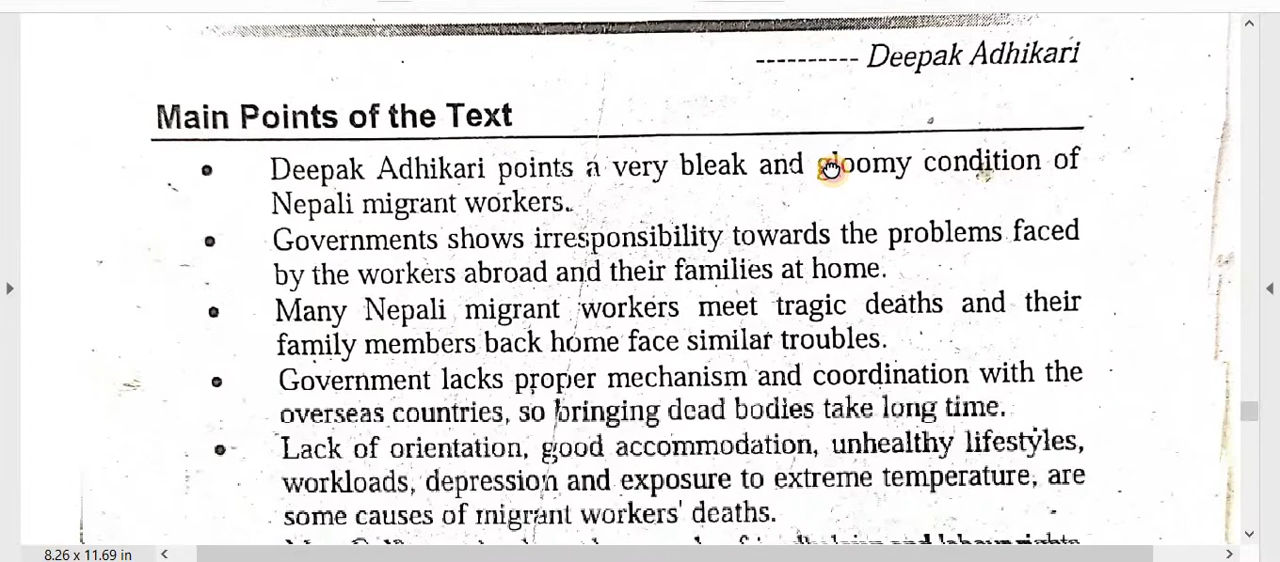 ---------- Deepak Adhikari
Main Points of the Text
• Deepak Adhikari points a very bleak and gloomy condition of
Nepali migrant workers.
• Governments shows irresponsibility towards the problems faced
by the workers abroad and their families at home.
• Many Nepali migrant workers meet tragic deaths and their
family members back home face similar troubles.
• Government lacks proper mechanism and coordination with the
overseas countries, so bringing dead bodies take long time.
• Lack of orientation, good accommodation, unhealthy lifestyles,
workloads, depression and exposure to extreme temperature, are
some causes of migrant workers' deaths.
8.26 x 11.69 in